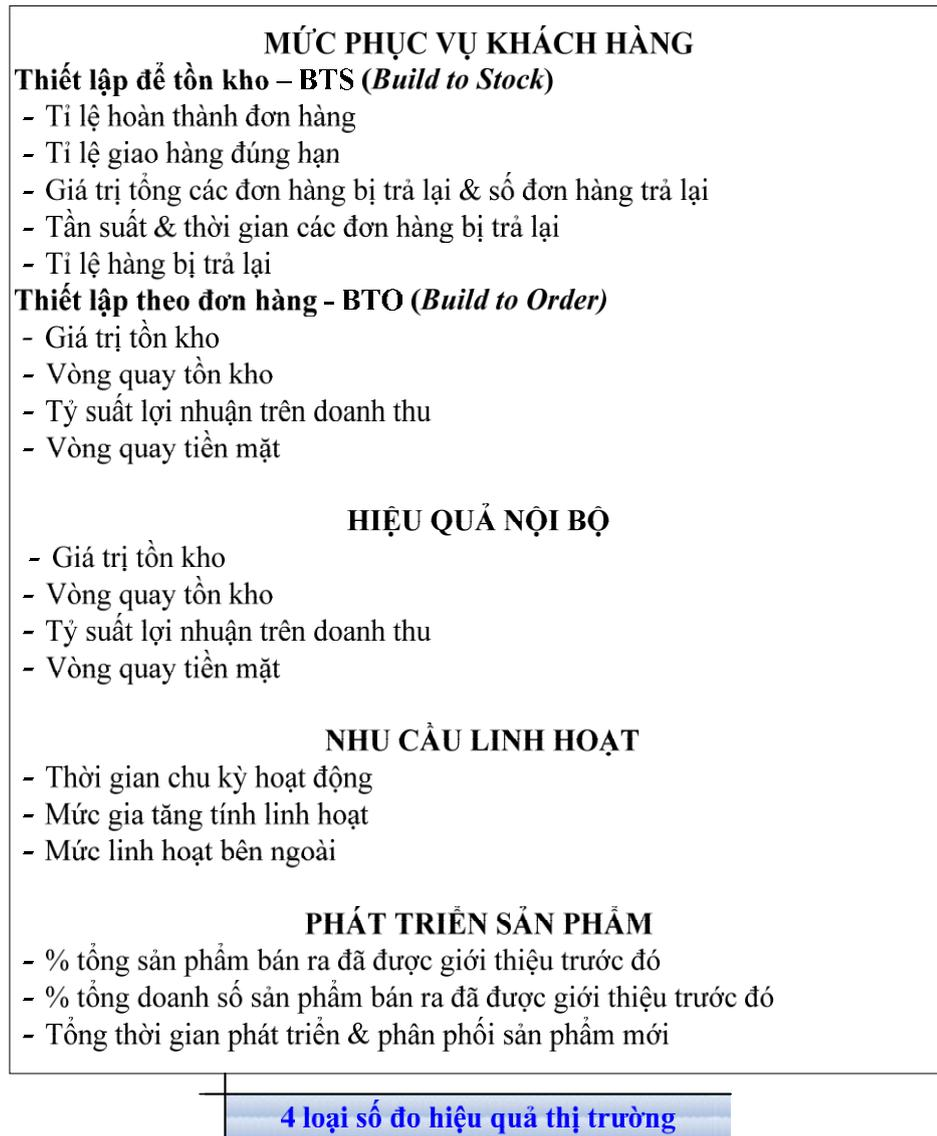 MỨC PHỤC VỤ KHÁCH HÀNG
Thiết lập để tồn kho – BTS (Build to Stock)
- Tỉ lệ hoàn thành đơn hàng
- Tỉ lệ giao hàng đúng hạn
- Giá trị tổng các đơn hàng bị trả lại & số đơn hàng trả lại
- Tần suất & thời gian các đơn hàng bị trả lại
- Tỉ lệ hàng bị trả lại
Thiết lập theo đơn hàng - BTO (Build to Order)
- Giá trị tồn kho
- Vòng quay tồn kho
- Tỷ suất lợi nhuận trên doanh thu
- Vòng quay tiền mặt
HIỆU QUẢ NỘI BỘ
- Giá trị tồn kho
- Vòng quay tồn kho
- Tỷ suất lợi nhuận trên doanh thu
- Vòng quay tiền mặt
NHU CẦU LINH HOẠT
- Thời gian chu kỳ hoạt động
- Mức gia tăng tính linh hoạt
- Mức linh hoạt bên ngoài
PHÁT TRIỂN SẢN PHẨM
- % tổng sản phẩm bán ra đã được giới thiệu trước đó
- % tổng doanh số sản phẩm bán ra đã được giới thiệu trước đó
- Tổng thời gian phát triển & phân phối sản phẩm mới
4 loại số đo hiệu quả thị trường